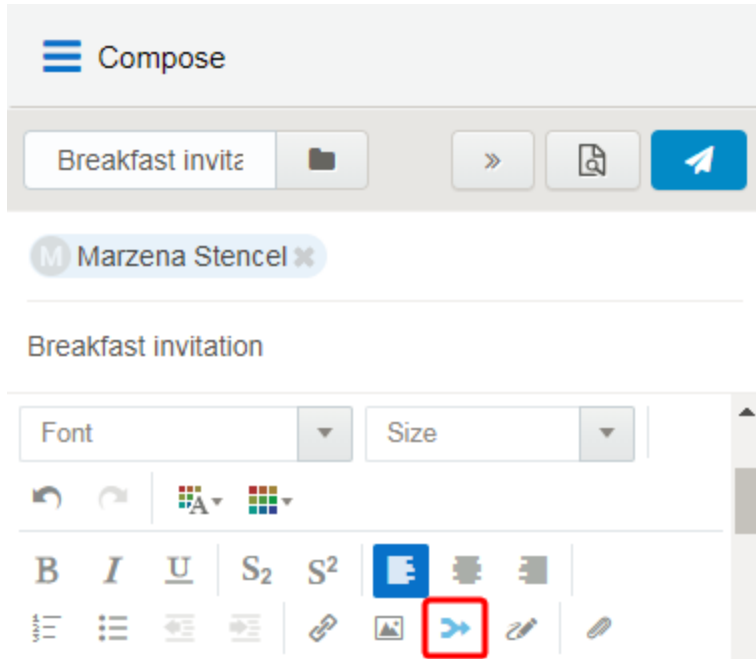 Compose
Breakfast invita
M Marzena Stencel
Breakfast invitation
Font Size
A
B I U S₂ S²